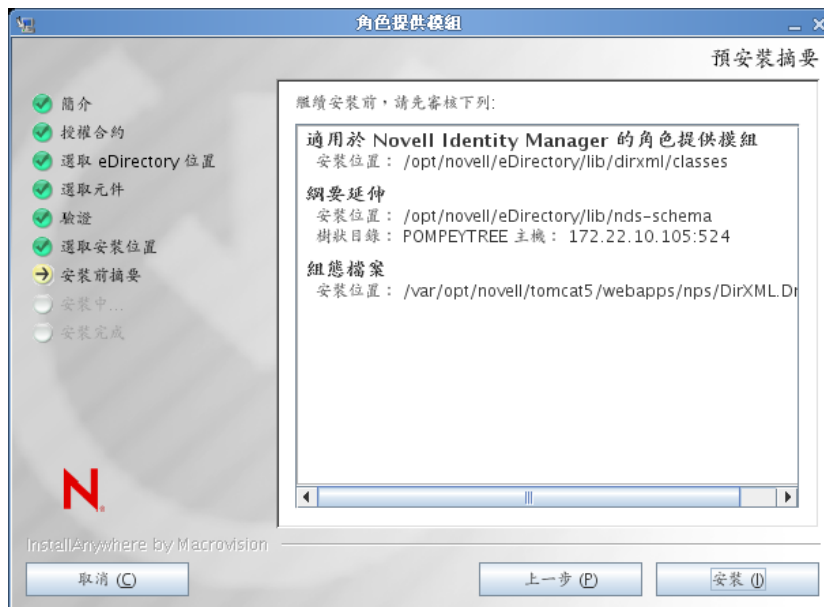 角色提供模組
預安裝摘要
簡介
授權合約
選取 eDirectory 位置
選取元件
驗證
選取安裝位置
安裝前摘要
安裝中...
安裝完成
繼續安裝前，請先審核下列:
適用於 Novell Identity Manager 的角色提供模組
安裝位置： /opt/novell/eDirectory/lib/dirxml/classes
綱要延伸
安裝位置： /opt/novell/eDirectory/lib/nds-schema
樹狀目錄： POMPEYTREE 主機： 172.22.10.105:524
組態檔案
安裝位置： /var/opt/novell/tomcat5/webapps/nps/DirXML.Dr
N
InstallAnywhere by Macrovision
取消 (C)
上一步 (P)
安裝 (I)